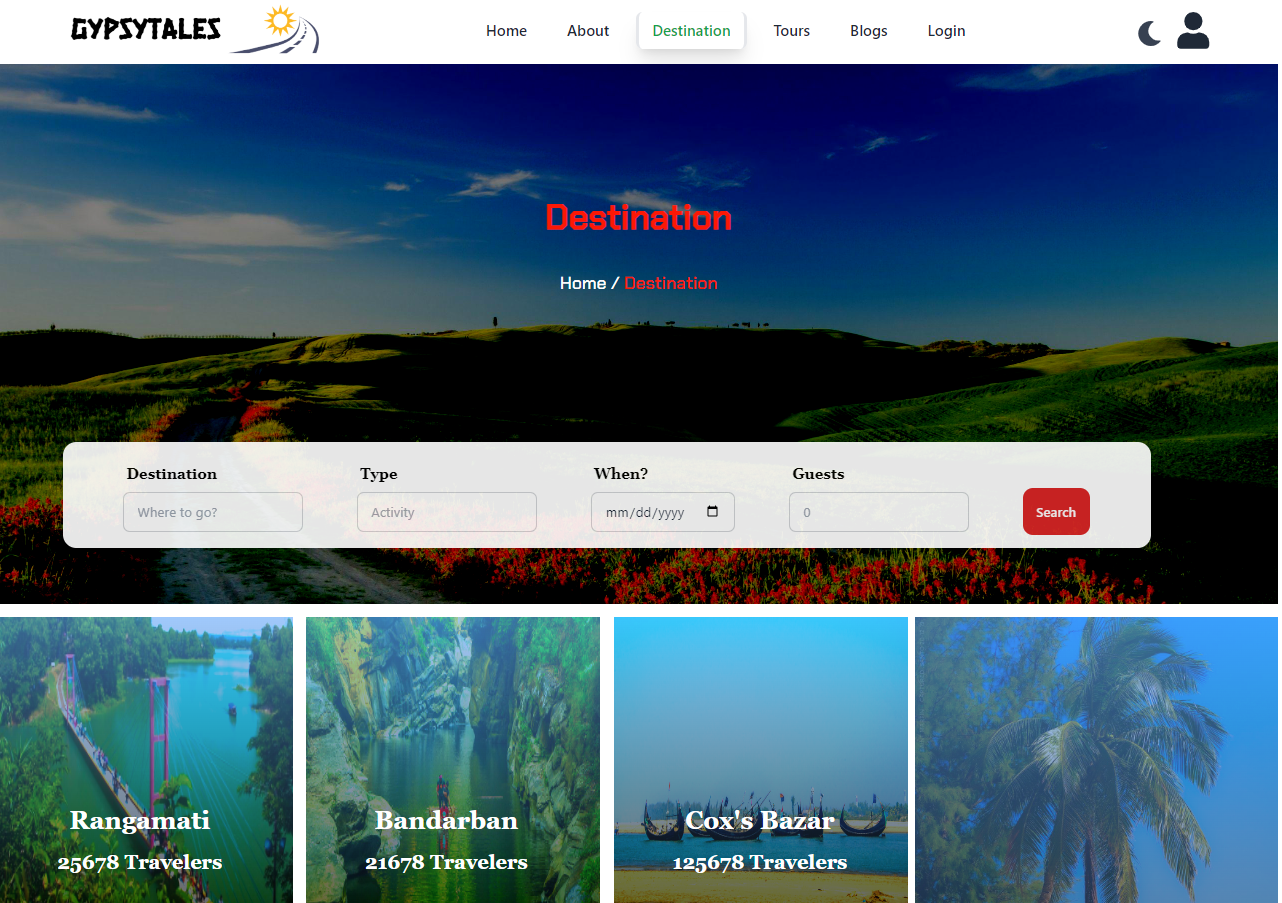 GYPSYTALES
Home About Destination Tours Blogs Login
Destination
Home / Destination
Destination Type When? Guests
Where to go? Activity mm/dd/yyyy 0 Search
Rangamati Bandarban Cox's Bazar
25678 Travelers 21678 Travelers 125678 Travelers